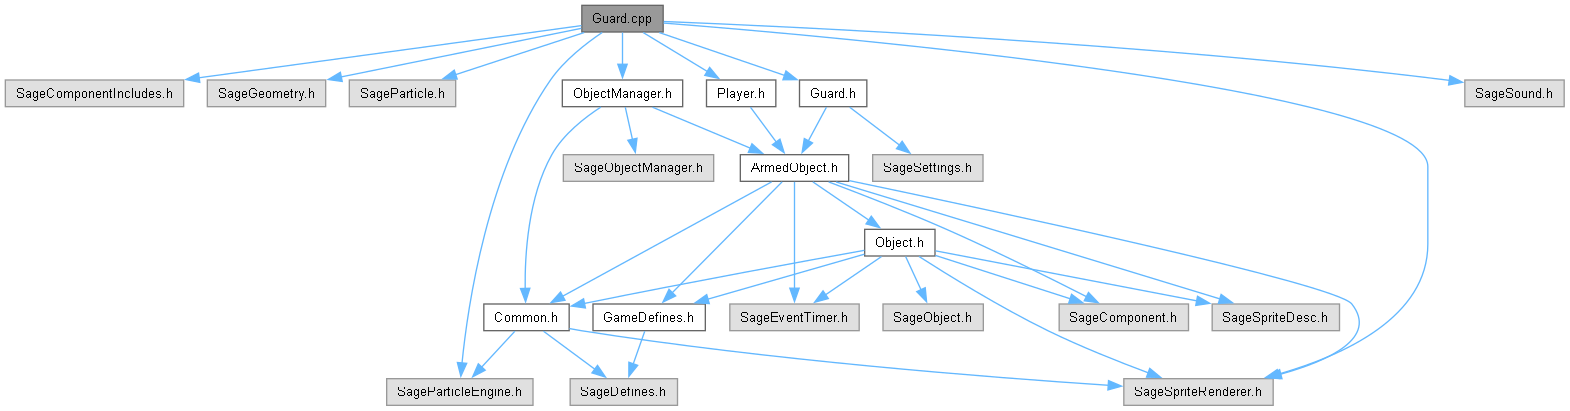 Guard.cpp
SageComponentIncludes.h
SageGeometry.h
SageParticle.h
ObjectManager.h
Player.h
Guard.h
SageSound.h
SageObjectManager.h
ArmedObject.h
SageSettings.h
Object.h
Common.h
GameDefines.h
SageEventTimer.h
SageObject.h
SageComponent.h
SageSpriteDesc.h
SageParticleEngine.h
SageDefines.h
SageSpriteRenderer.h